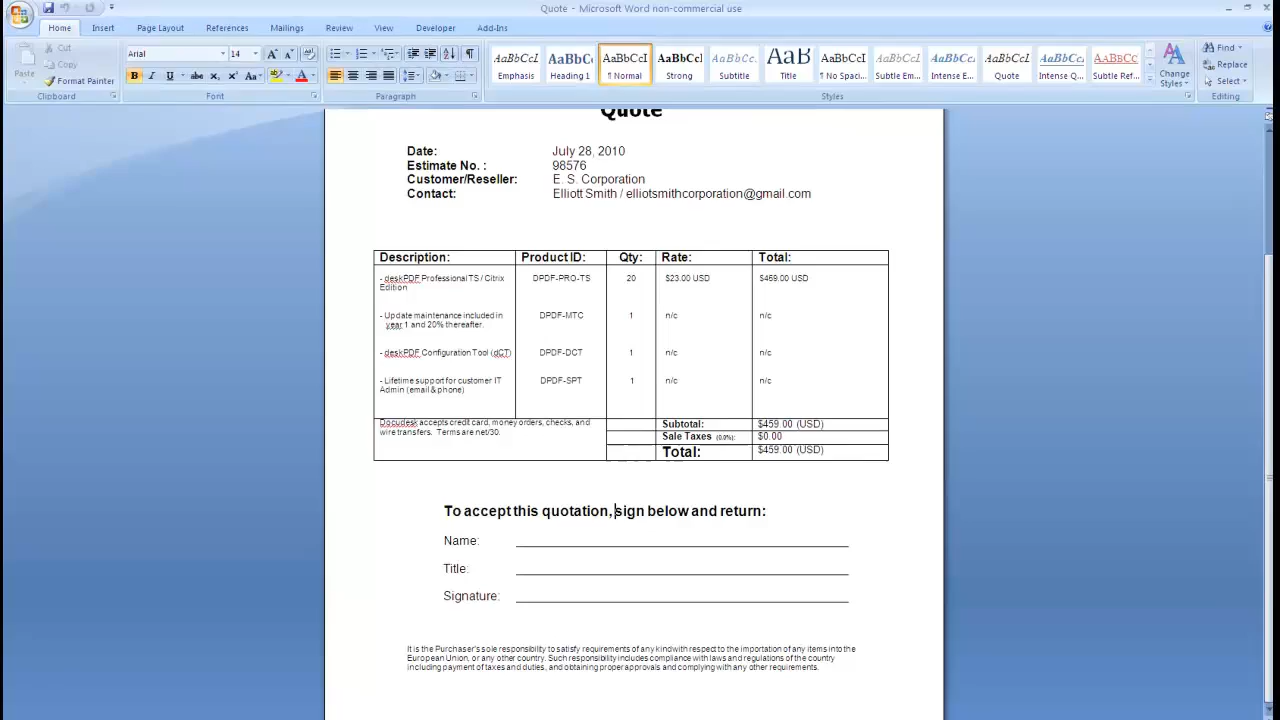 Quote - Microsoft Word non-commercial use
Home Insert Page Layout References Mailings Review View Developer Add-Ins
Paste Cut Copy Format Painter Clipboard
Arial 14 Font
Paragraph
AaBbCcL Emphasis AaBbCc Heading 1 AaBbCcI ¶ Normal AaBbCcl Strong AaBbCcI Subtitle AaB Title AaBbCcI ¶ No Spaci... AaBbCcL Subtle Em... AaBbCcL Intense E... AaBbCcI Quote AaBbCcL Intense Q... AaBbCc Subtle Ref...
Change Styles Styles
Find Replace Select Editing
Quote
Date: July 28, 2010
Estimate No. : 98576
Customer/Reseller: E. S. Corporation
Contact: Elliott Smith / elliotsmithcorporation@gmail.com
Description: Product ID: Qty: Rate: Total:
- deskPDF Professional TS / Citrix DPDF-PRO-TS 20 $23.00 USD $469.00 USD
Edition
- Update maintenance included in DPDF-MTC 1 n/c n/c
year 1 and 20% thereafter.
- deskPDF Configuration Tool (dCT) DPDF-DCT 1 n/c n/c
- Lifetime support for customer IT DPDF-SPT 1 n/c n/c
Admin (email & phone)
Docudesk accepts credit card, money orders, checks, and
wire transfers. Terms are net/30.
Subtotal: $459.00 (USD)
Sale Taxes (0.0%): $0.00
Total: $459.00 (USD)
To accept this quotation, sign below and return:
Name:
Title:
Signature:
It is the Purchaser's sole responsibility to satisfy requirements of any kind with respect to the importation of any items into the
European Union, or any other country. Such responsibility includes compliance with laws and regulations of the country
including payment of taxes and duties, and obtaining proper approvals and complying with any other requirements.